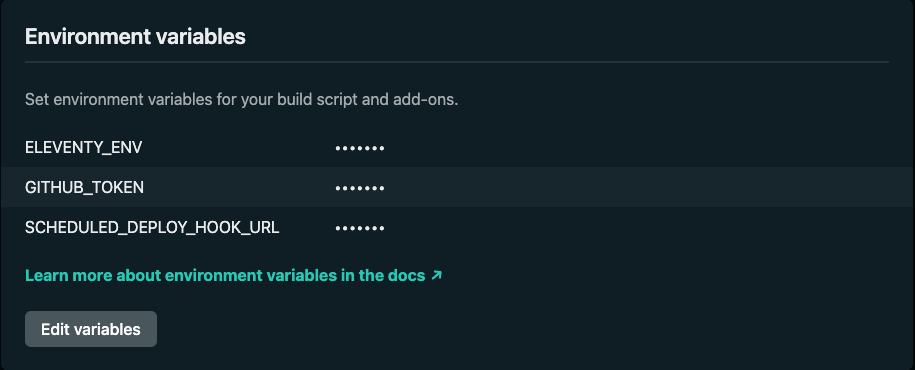 Environment variables
Set environment variables for your build script and add-ons.
ELEVENTY_ENV •••••••
GITHUB_TOKEN •••••••
SCHEDULED_DEPLOY_HOOK_URL •••••••
Learn more about environment variables in the docs ↗
Edit variables